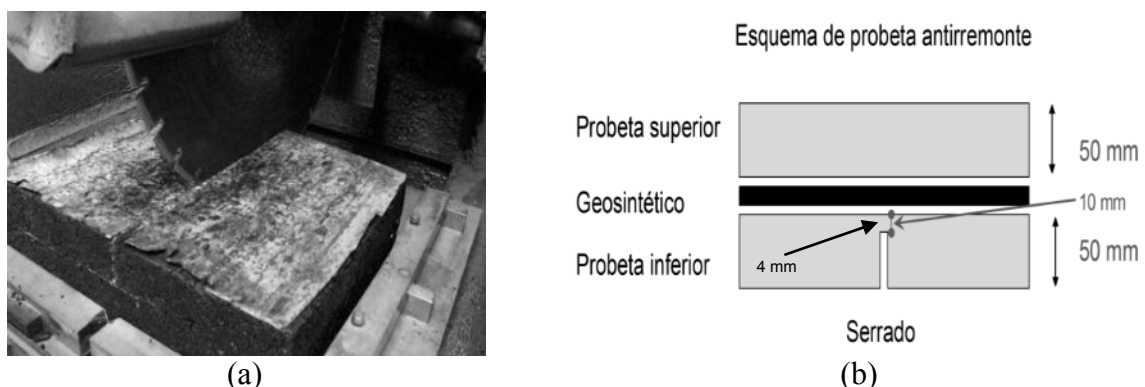 Esquema de probeta antirremonte
Probeta superior
50 mm
Geosintético
10 mm
4 mm
Probeta inferior
50 mm
Serrado
(a)
(b)